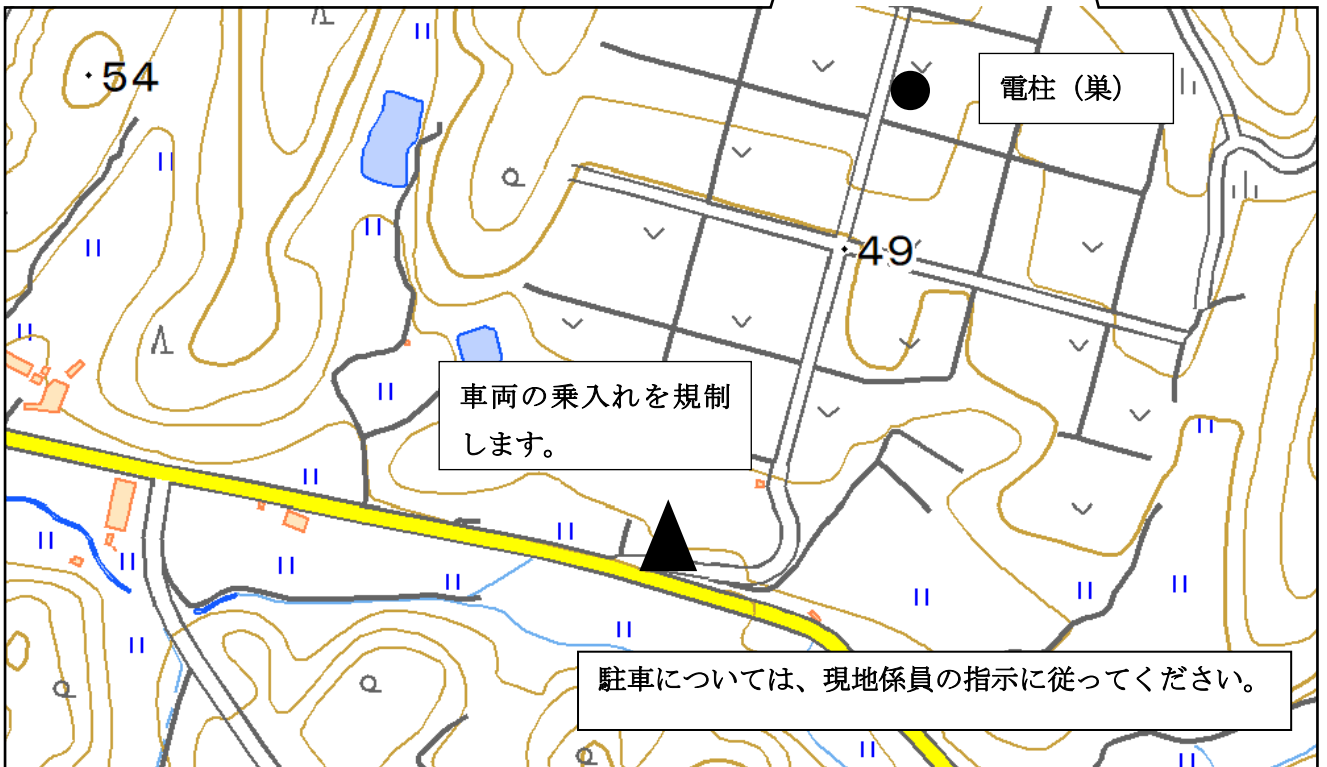 54
電柱（巣）
49
車両の乗入れを規制
します。
駐車については、現地係員の指示に従ってください。